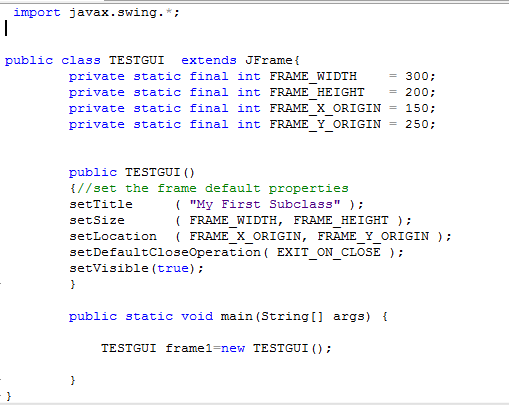 import javax.swing.*;
public class TESTGUI  extends JFrame{
        private static final int FRAME_WIDTH    = 300;
        private static final int FRAME_HEIGHT   = 200;
        private static final int FRAME_X_ORIGIN = 150;
        private static final int FRAME_Y_ORIGIN = 250;
        public TESTGUI()
        {//set the frame default properties
        setTitle     ( "My First Subclass" );
        setSize      ( FRAME_WIDTH, FRAME_HEIGHT );
        setLocation  ( FRAME_X_ORIGIN, FRAME_Y_ORIGIN );
        setDefaultCloseOperation( EXIT_ON_CLOSE );
        setVisible(true);
        }
        public static void main(String[] args) {
            TESTGUI frame1=new TESTGUI();
        }
}